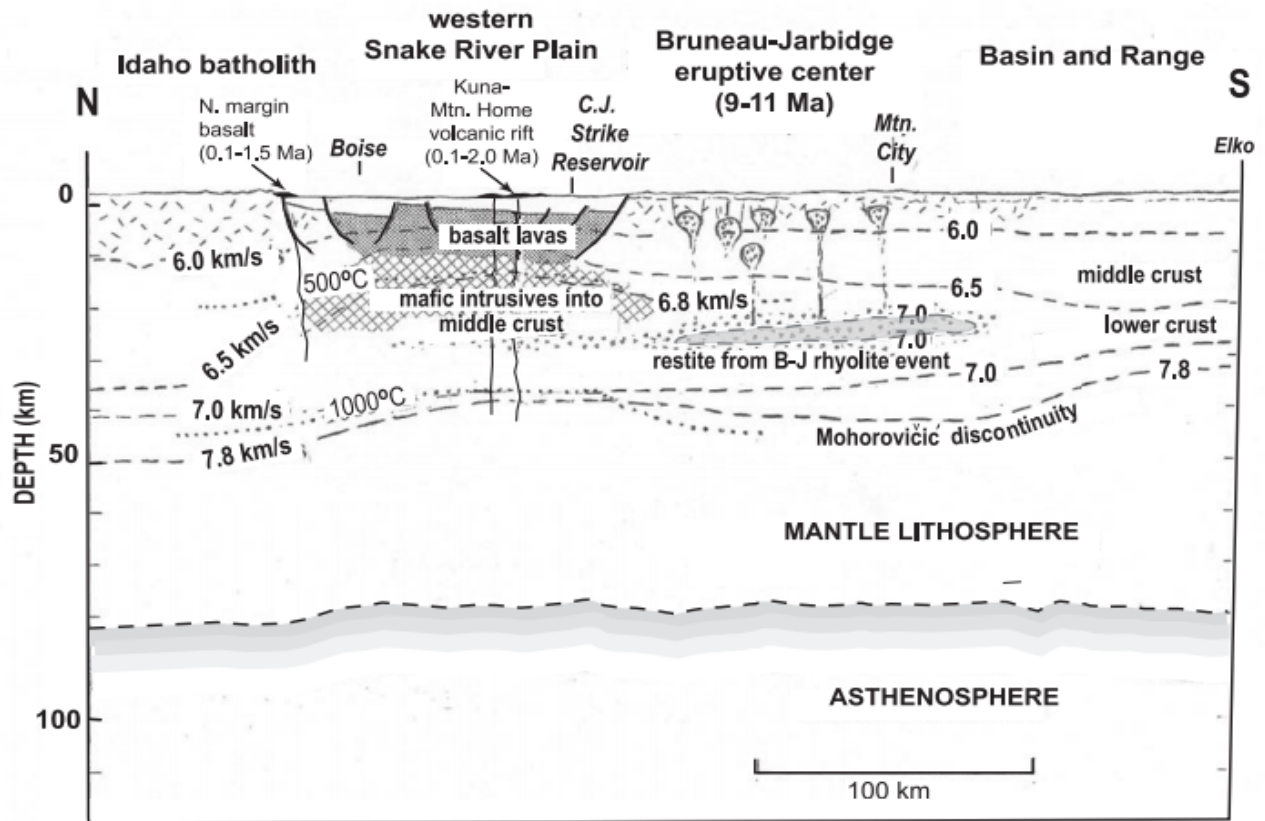 western
Snake River Plain
Idaho batholith
Bruneau-Jarbidge
eruptive center
(9-11 Ma)
Basin and Range
N
S
N. margin
basalt
(0.1-1.5 Ma)
Boise
Kuna-
Mtn. Home
volcanic rift
(0.1-2.0 Ma)
C.J.
Strike
Reservoir
Mtn.
City
Elko
0
basalt lavas
6.0
6.0 km/s
500°C
mafic intrusives into
middle crust
6.8 km/s
6.5
middle crust
7.0
7.0
lower crust
6.5 km/s
restite from B-J rhyolite event
7.0
7.8
7.0 km/s
1000°C
7.8 km/s
Mohorovičić discontinuity
50
DEPTH (km)
MANTLE LITHOSPHERE
ASTHENOSPHERE
100
100 km